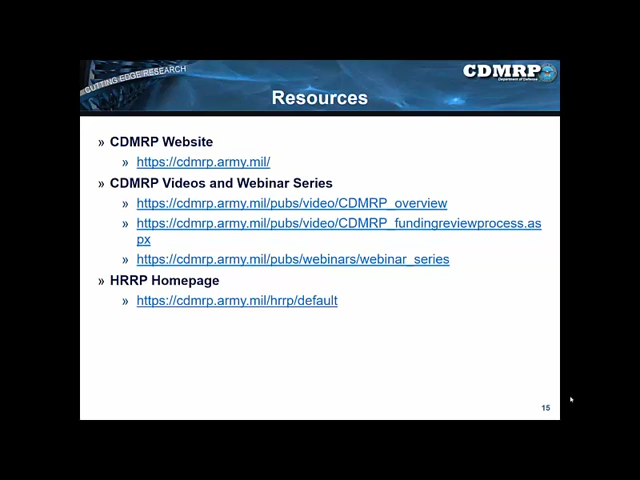 CUTTING EDGE RESEARCH
CDMRP
Department of Defense
Resources
» CDMRP Website
» https://cdmrp.army.mil/
» CDMRP Videos and Webinar Series
» https://cdmrp.army.mil/pubs/video/CDMRP_overview
» https://cdmrp.army.mil/pubs/video/CDMRP_fundingreviewprocess.as
px
» https://cdmrp.army.mil/pubs/webinars/webinar_series
» HRRP Homepage
» https://cdmrp.army.mil/hrrp/default
15